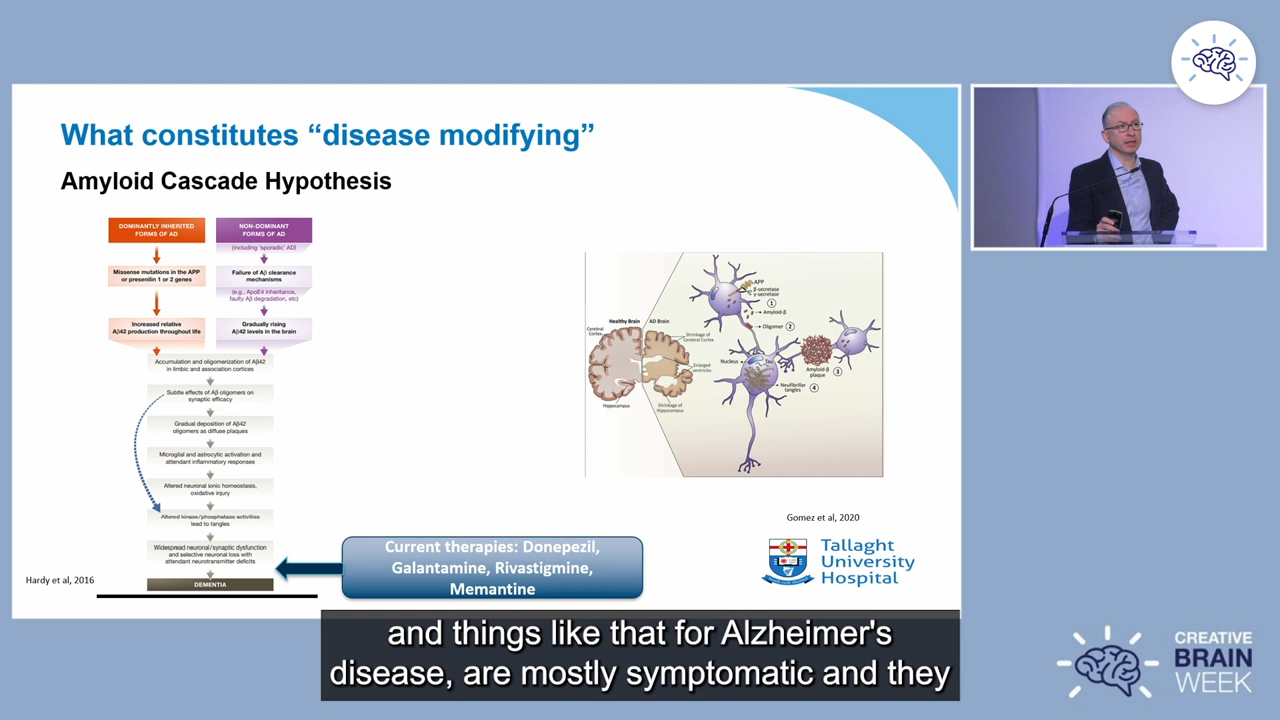 What constitutes “disease modifying”
Amyloid Cascade Hypothesis
DOMINANTLY INHERITED
FORMS OF AD
Missense mutations in the APP
or presenilin 1 or 2 genes
Increased relative
Aβ42 production throughout life
NON-DOMINANT
FORMS OF AD
(including 'sporadic' AD)
Failure of Aβ clearance
mechanisms
(e.g., ApoE4 inheritance,
faulty Aβ degradation, etc)
Gradually rising
Aβ42 levels in the brain
Accumulation and oligomerization of Aβ42
in limbic and association cortices
Subtle effects of Aβ oligomers on
synaptic efficacy
Gradual deposition of Aβ42
oligomers as diffuse plaques
Microglial and astrocytic activation and
attendant inflammatory responses
Altered neuronal ionic homeostasis,
oxidative injury
Altered kinase/phosphatase activities
lead to tangles
Widespread neuronal/synaptic dysfunction
and selective neuronal loss with
attendant neurotransmitter deficits
DEMENTIA
Hardy et al, 2016
Current therapies: Donepezil,
Galantamine, Rivastigmine,
Memantine
Healthy Brain
AD Brain
Cerebral
Cortex
Shrinkage of
Cerebral Cortex
Enlarged
ventricles
Hippocampus
Shrinkage of
Hippocampus
APP
β-secretase
γ-secretase
1
Amyloid-β
Oligomer 2
Nucleus
Amyloid-β
plaque 3
Neufibrillar
tangles 4
Gomez et al, 2020
Tallaght
University
Hospital
and things like that for Alzheimer's
disease, are mostly symptomatic and they
CREATIVE
BRAIN
WEEK